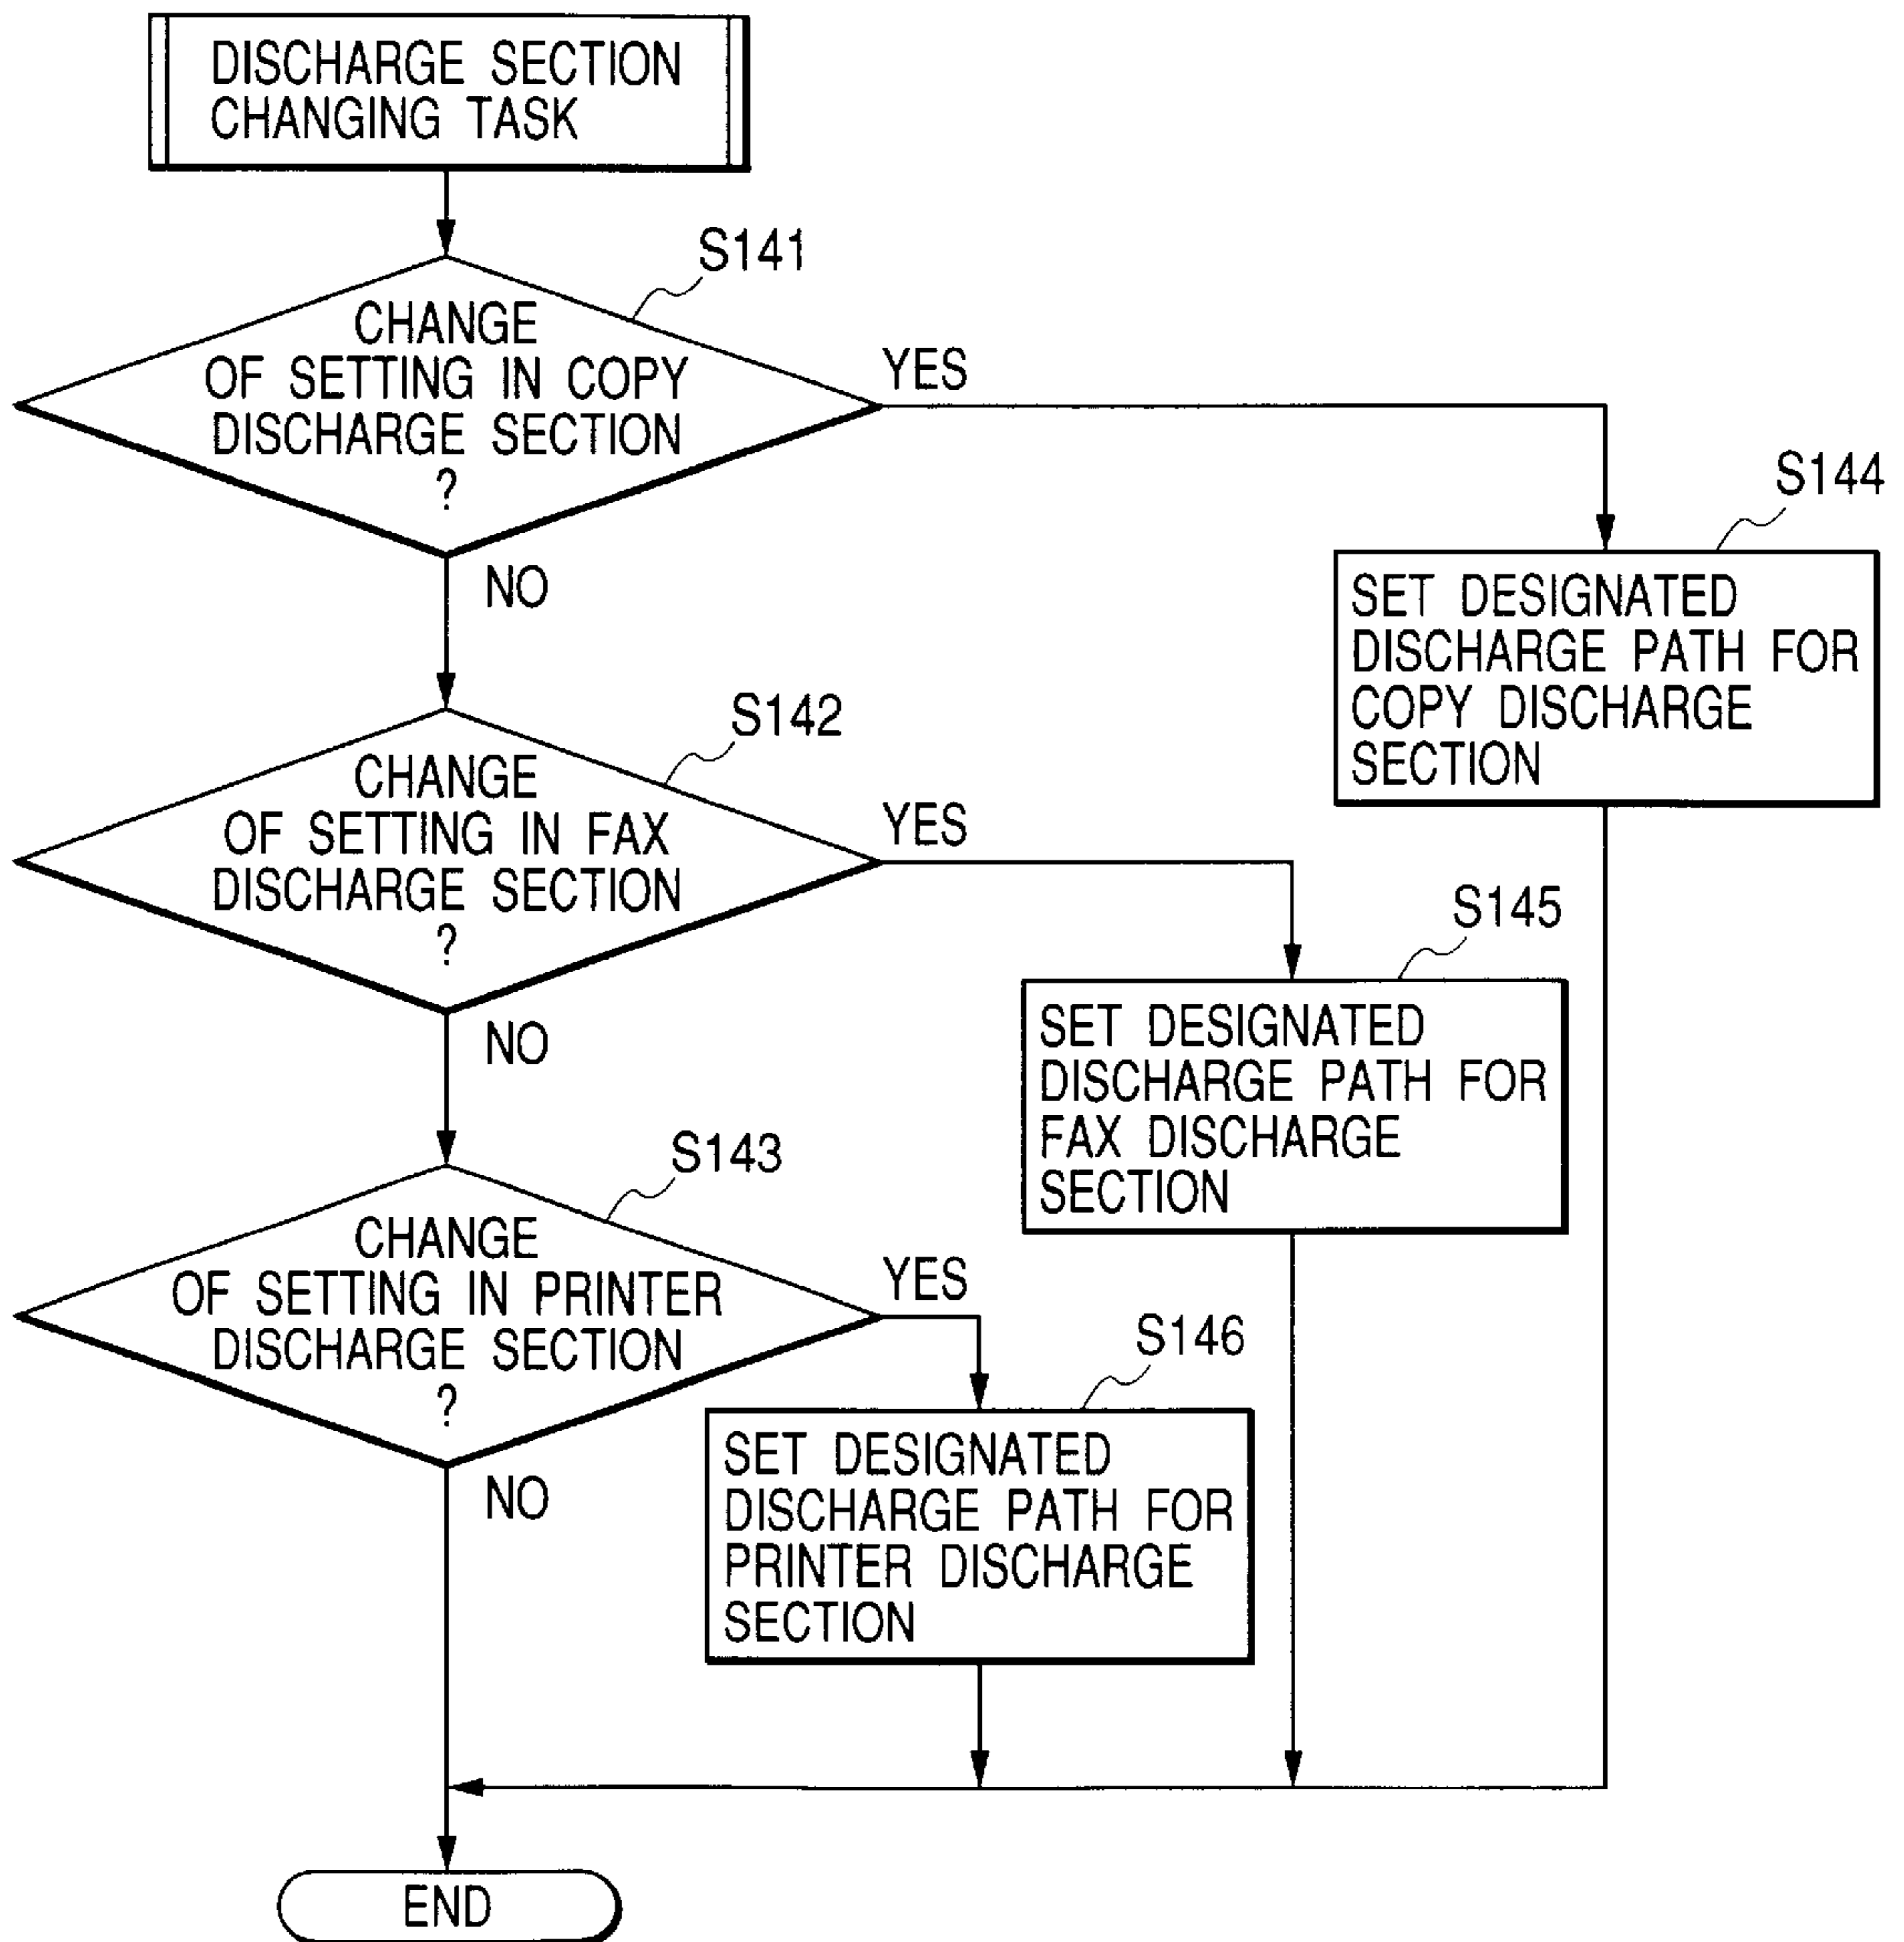 DISCHARGE SECTION
CHANGING TASK
S141
CHANGE
OF SETTING IN COPY
DISCHARGE SECTION
?
YES
NO
S144
SET DESIGNATED
DISCHARGE PATH FOR
COPY DISCHARGE
SECTION
S142
CHANGE
OF SETTING IN FAX
DISCHARGE SECTION
?
YES
NO
S145
SET DESIGNATED
DISCHARGE PATH FOR
FAX DISCHARGE
SECTION
S143
CHANGE
OF SETTING IN PRINTER
DISCHARGE SECTION
?
YES
NO
S146
SET DESIGNATED
DISCHARGE PATH FOR
PRINTER DISCHARGE
SECTION
END